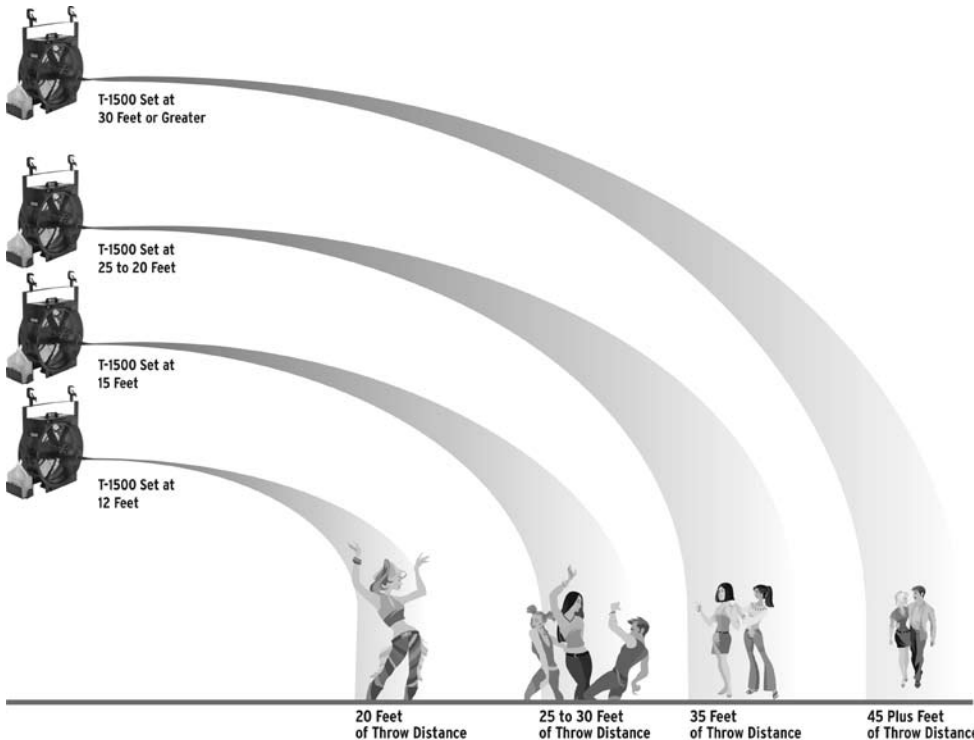 T-1500 Set at
30 Feet or Greater
T-1500 Set at
25 to 20 Feet
T-1500 Set at
15 Feet
T-1500 Set at
12 Feet
20 Feet
of Throw Distance
25 to 30 Feet
of Throw Distance
35 Feet
of Throw Distance
45 Plus Feet
of Throw Distance